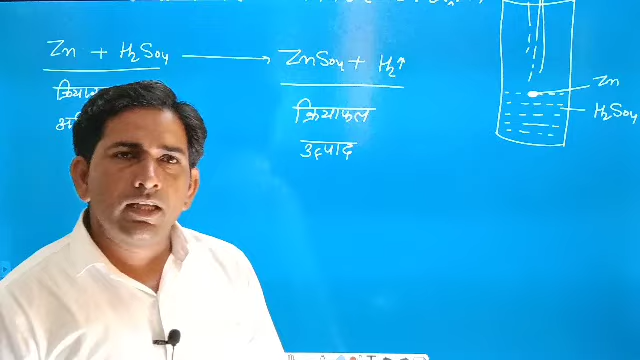 Zn + H₂SO₄ → ZnSO₄ + H₂↑
क्रियाफल
उत्पाद
Zn
H₂SO₄